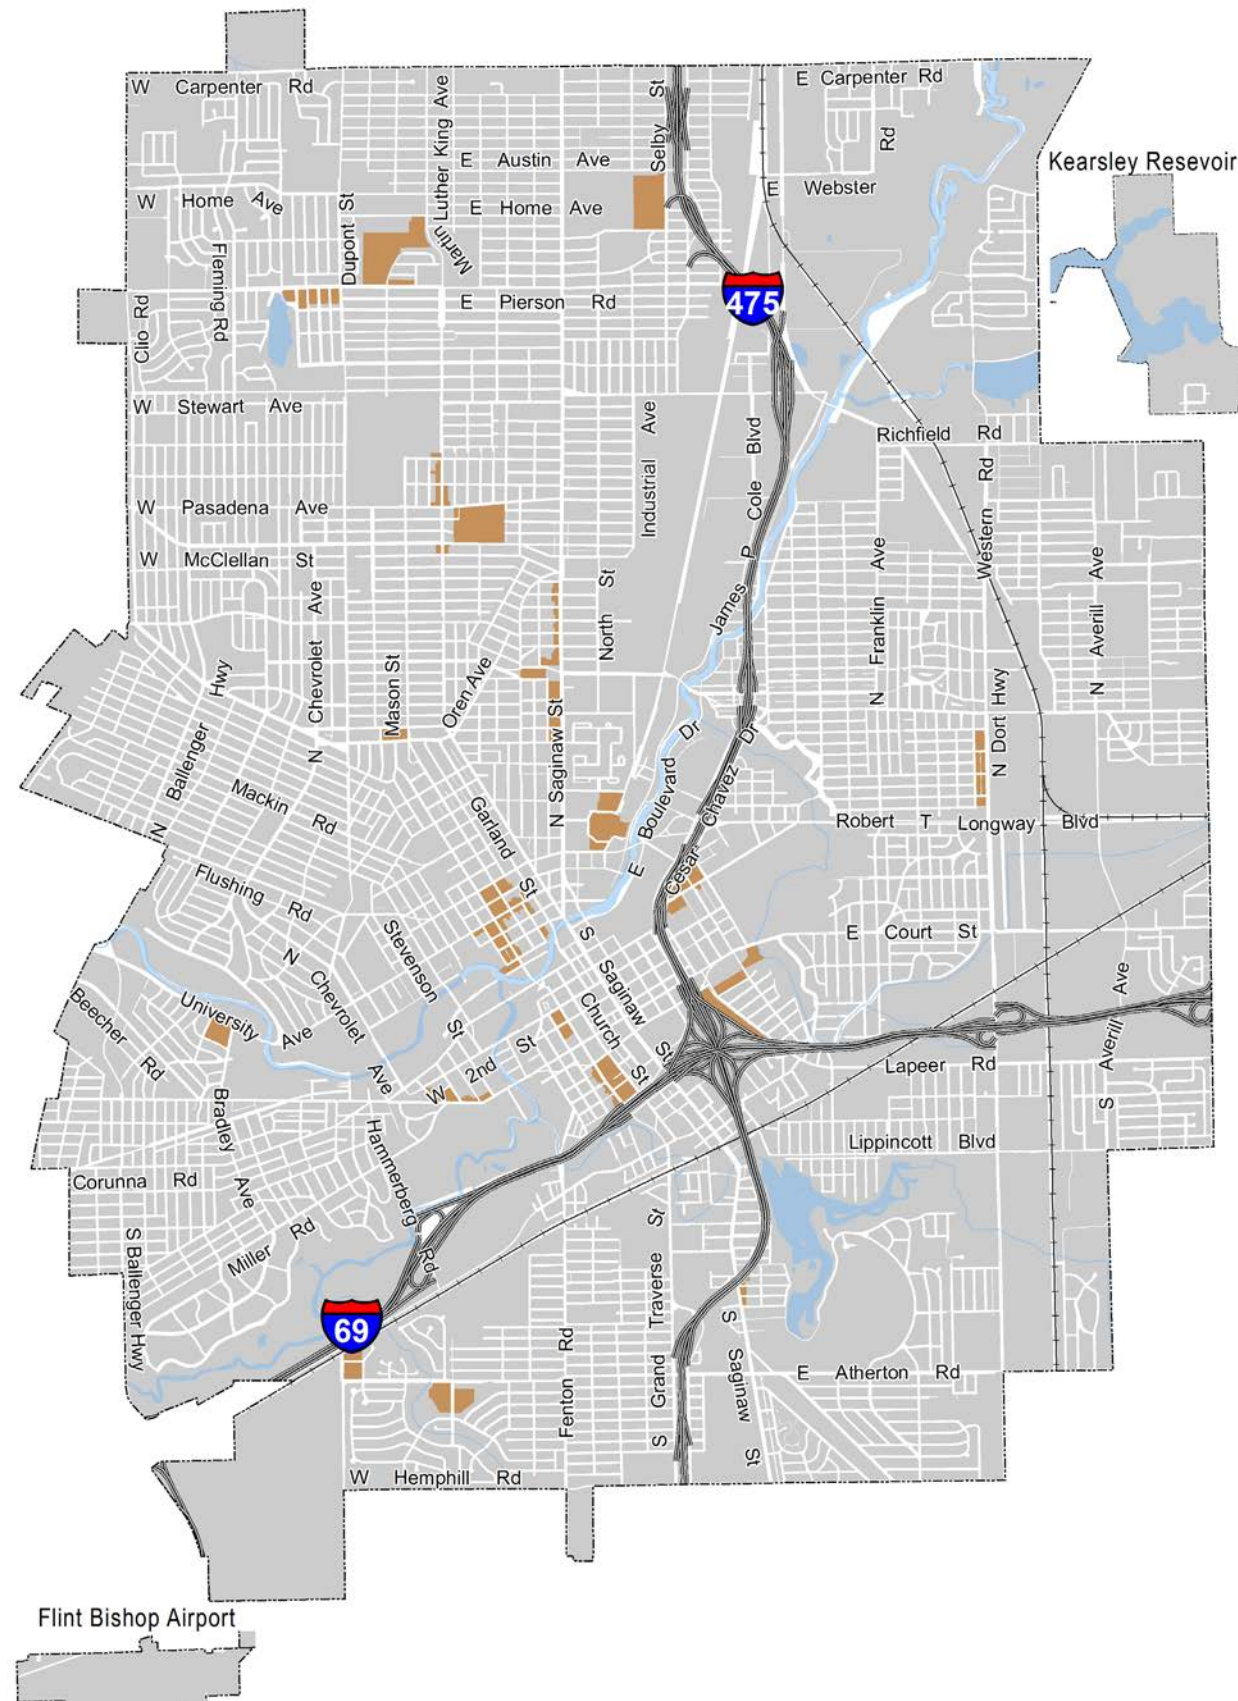 W Carpenter Rd
E Carpenter Rd
Selby St
Martin Luther King Ave
Rd
E Austin Ave
Kearsley Resevoir
E Webster
W Home Ave
E Home Ave
Dupont St
Fleming Rd
475
E Pierson Rd
Clio Rd
W Stewart Ave
Industrial Ave
James P Cole Blvd
Richfield Rd
Western Rd
W Pasadena Ave
W McClellan St
N Franklin Ave
N Averill Ave
North St
N Chevrolet Ave
Mason St
Oren Ave
N Ballenger Hwy
N Saginaw St
N Dort Hwy
E Boulevard Dr
Cesar Chavez Dr
Mackin Rd
Garland St
Robert T Longway Blvd
Flushing Rd
Stevenson St
E Court St
S Saginaw St
N Chevrolet Ave
University Ave
Beecher Rd
Church St
W 2nd St
S Averill Ave
Lapeer Rd
Bradley Ave
Hammerberg Rd
Lippincott Blvd
Corunna Rd
Miller Rd
S Ballenger Hwy
S Grand Traverse St
69
Fenton Rd
S Saginaw St
E Atherton Rd
W Hemphill Rd
Flint Bishop Airport